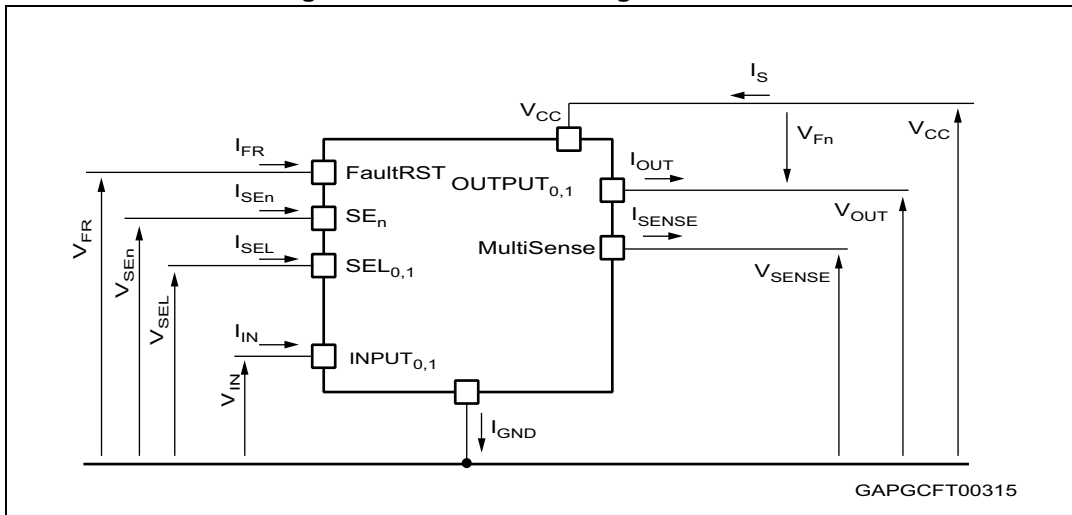 I_S
V_CC
V_Fn
V_CC
I_FR
FaultRST
OUTPUT_0,1
I_OUT
V_OUT
I_SEn
SE_n
I_SENSE
MultiSense
V_SENSE
I_SEL
SEL_0,1
V_FR
V_SEn
V_SEL
I_IN
INPUT_0,1
V_IN
I_GND
GAPGCFT00315